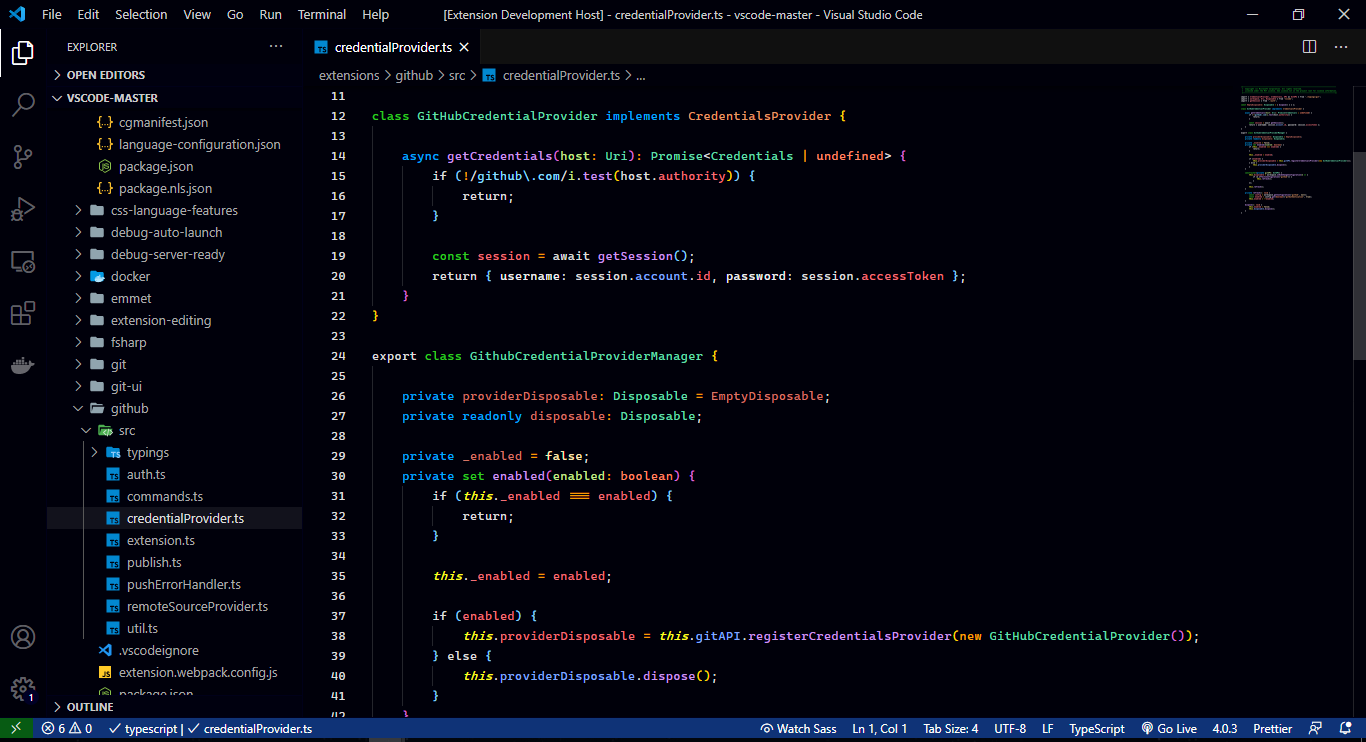 File Edit Selection View Go Run Terminal Help [Extension Development Host] - credentialProvider.ts - vscode-master - Visual Studio Code
EXPLORER
OPEN EDITORS
VSCODE-MASTER
cgmanifest.json
language-configuration.json
package.json
package.nls.json
css-language-features
debug-auto-launch
debug-server-ready
docker
emmet
extension-editing
fsharp
git
git-ui
github
src
typings
auth.ts
commands.ts
credentialProvider.ts
extension.ts
publish.ts
pushErrorHandler.ts
remoteSourceProvider.ts
util.ts
.vscodeignore
extension.webpack.config.js
package.json
OUTLINE
1
credentialProvider.ts
extensions > github > src > credentialProvider.ts > ...
11
12 class GitHubCredentialProvider implements CredentialsProvider {
13
14 async getCredentials(host: Uri): Promise<Credentials | undefined> {
15 if (!/github\.com/i.test(host.authority)) {
16 return;
17 }
18
19 const session = await getSession();
20 return { username: session.account.id, password: session.accessToken };
21 }
22 }
23
24 export class GithubCredentialProviderManager {
25
26 private providerDisposable: Disposable = EmptyDisposable;
27 private readonly disposable: Disposable;
28
29 private _enabled = false;
30 private set enabled(enabled: boolean) {
31 if (this._enabled === enabled) {
32 return;
33 }
34
35 this._enabled = enabled;
36
37 if (enabled) {
38 this.providerDisposable = this.gitAPI.registerCredentialsProvider(new GitHubCredentialProvider());
39 } else {
40 this.providerDisposable.dispose();
41 }
42 }
6 0 typescript | credentialProvider.ts Watch Sass Ln 1, Col 1 Tab Size: 4 UTF-8 LF TypeScript Go Live 4.0.3 Prettier